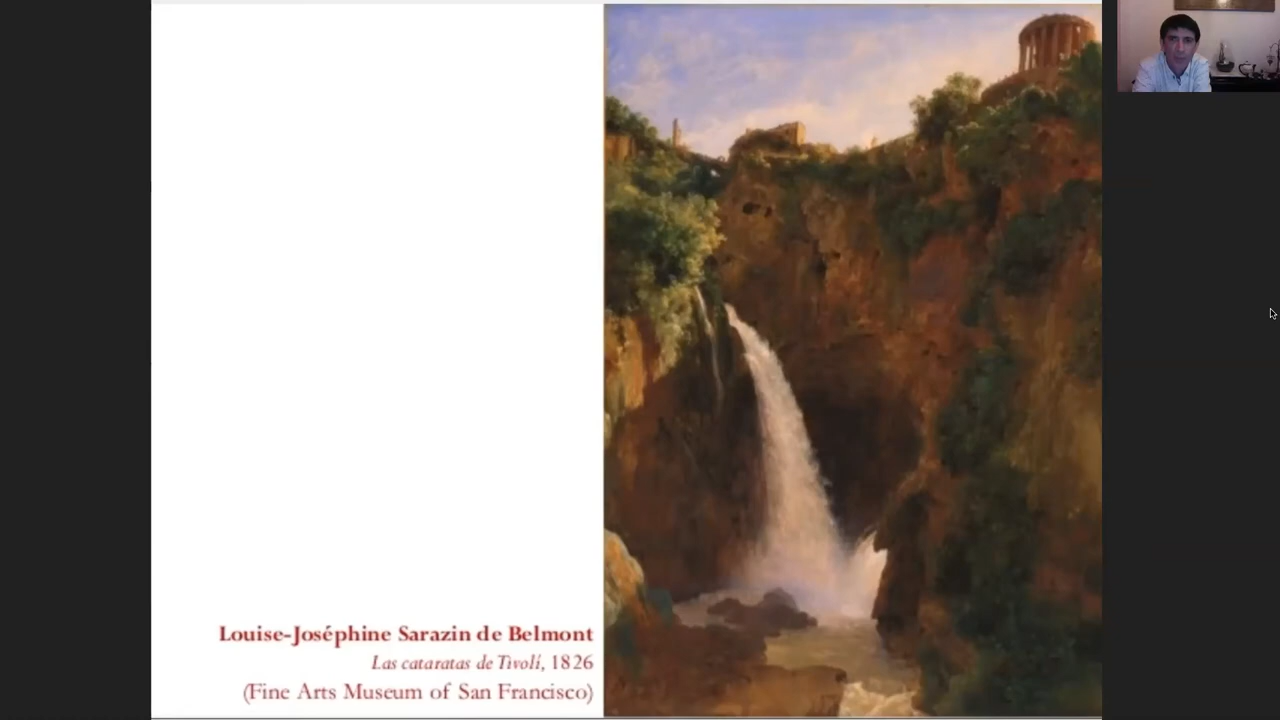 Louise-Joséphine Sarazin de Belmont
Las cataratas de Tivolí, 1826
(Fine Arts Museum of San Francisco)